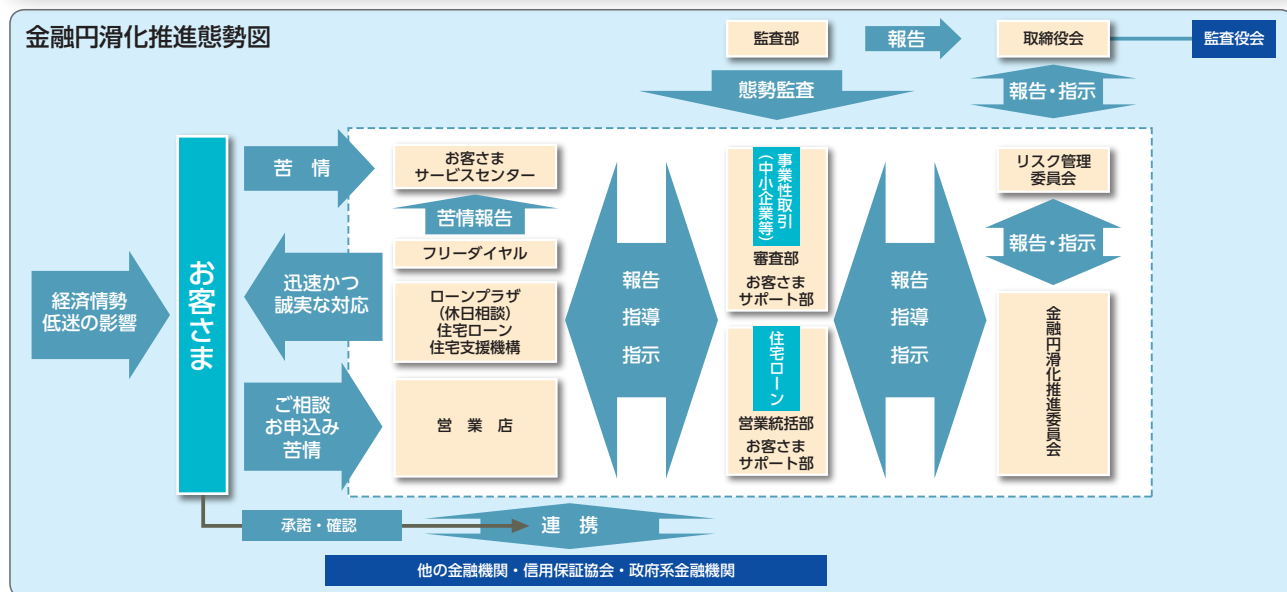 金融円滑化推進態勢図
監査部
報告
取締役会
監査役会
態勢監査
報告・指示
経済情勢
低迷の影響
お客さま
苦 情
迅速かつ
誠実な対応
ご相談
お申込み
苦情
お客さま
サービスセンター
苦情報告
フリーダイヤル
ローンプラザ
(休日相談)
住宅ローン
住宅支援機構
営 業 店
報告
指導
指示
事業性取引
(中小企業等)
審査部
お客さま
サポート部
住宅ローン
営業統括部
お客さま
サポート部
報告
指導
指示
リスク管理
委員会
報告・指示
金融円滑化推進委員会
承諾・確認
連 携
他の金融機関・信用保証協会・政府系金融機関